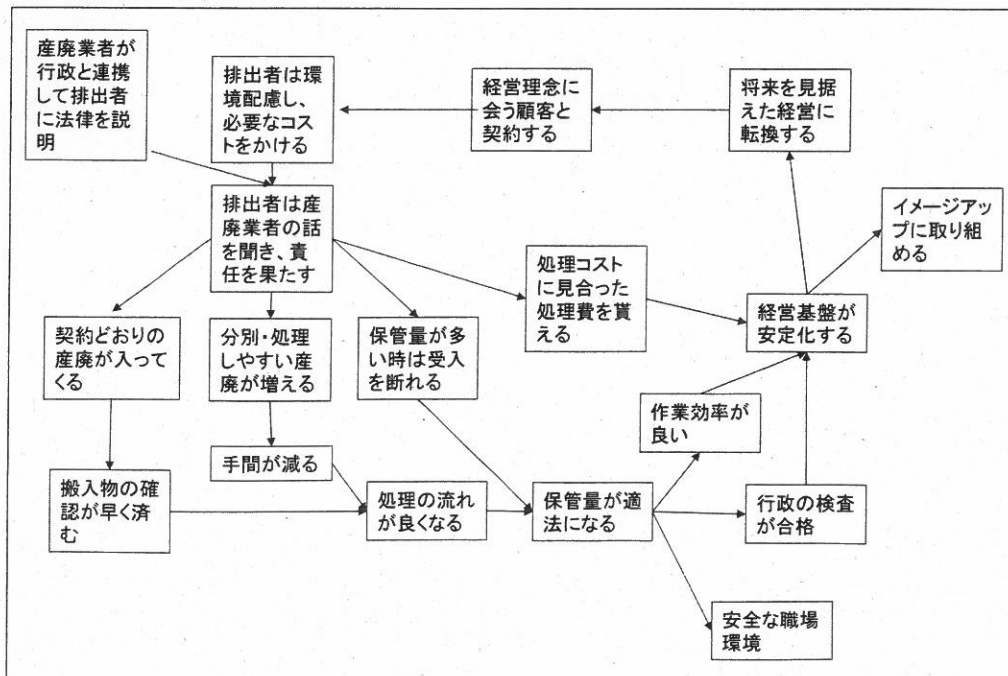 産廃業者が
行政と連携
して排出者
に法律を説
明
排出者は環
境配慮し、
必要なコス
トをかける
経営理念に
会う顧客と
契約する
将来を見据
えた経営に
転換する
排出者は産
廃業者の話
を聞き、責
任を果たす
イメージアッ
プに取り組
める
処理コスト
に見合った
処理費を貰
える
経営基盤が
安定化する
契約どおりの
産廃が入って
くる
分別・処理
しやすい産
廃が増える
保管量が多
い時は受入
を断れる
作業効率が
良い
手間が減る
搬入物の確
認が早く済
む
処理の流れ
が良くなる
保管量が適
法になる
行政の検査
が合格
安全な職場
環境